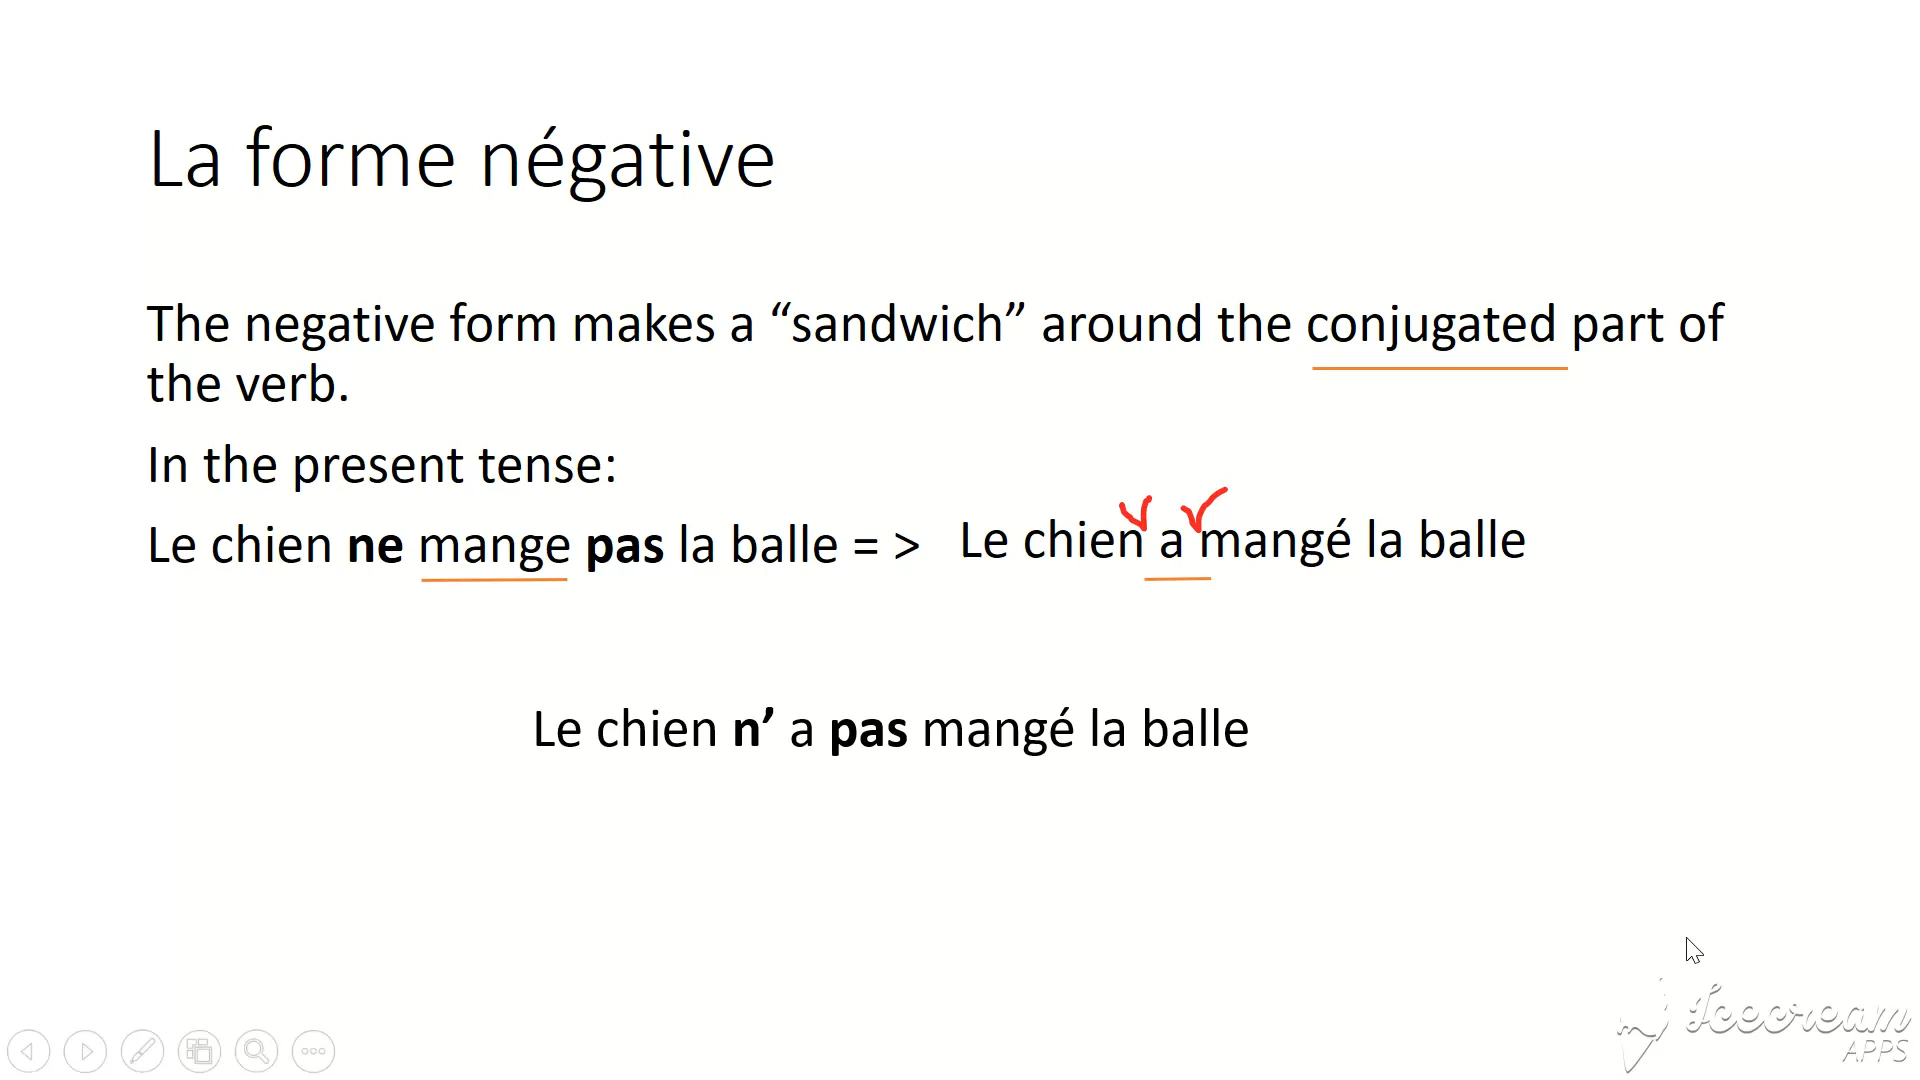 La forme négative
The negative form makes a “sandwich” around the conjugated part of
the verb.
In the present tense:
Le chien ne mange pas la balle = > Le chien a mangé la balle
Le chien n’ a pas mangé la balle
Icecream
APPS